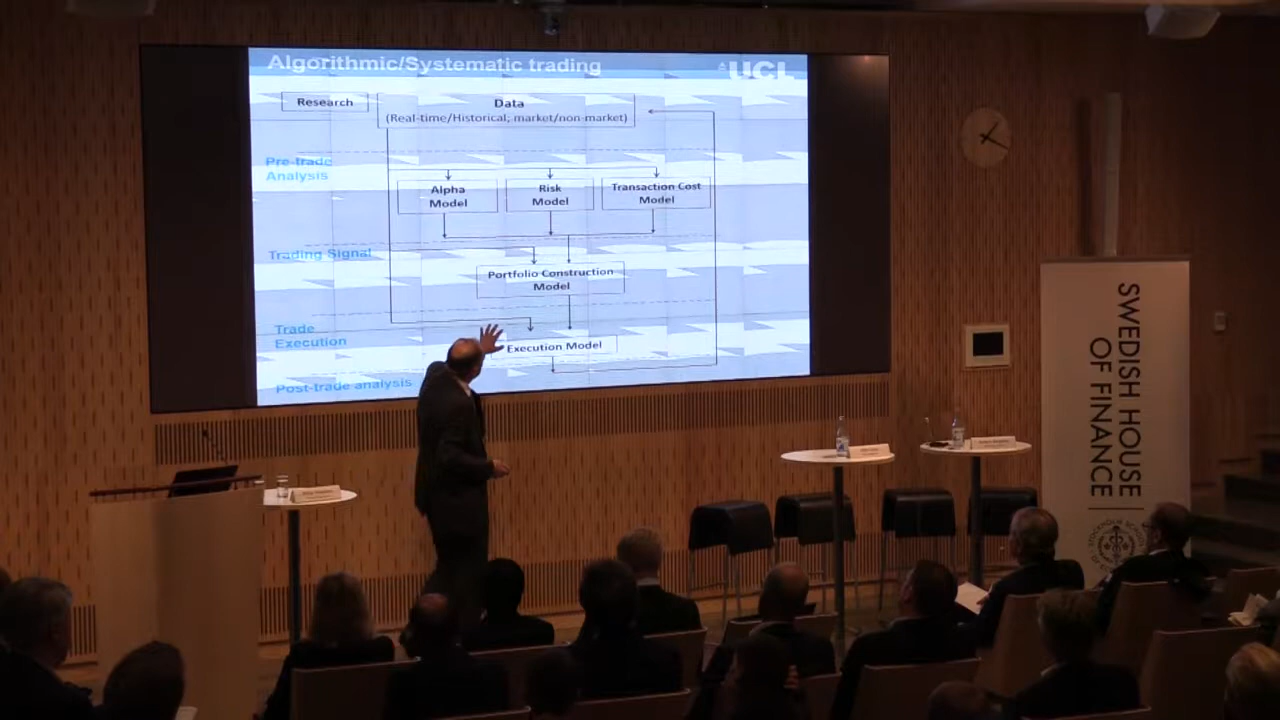 Algorithmic/Systematic trading
UCL
Research
Data
(Real-time/Historical; market/non-market)
Pre-trade
Analysis
Alpha
Model
Risk
Model
Transaction Cost
Model
Trading Signal
Portfolio Construction
Model
Trade
Execution
Execution Model
Post-trade analysis
SWEDISH HOUSE
OF FINANCE